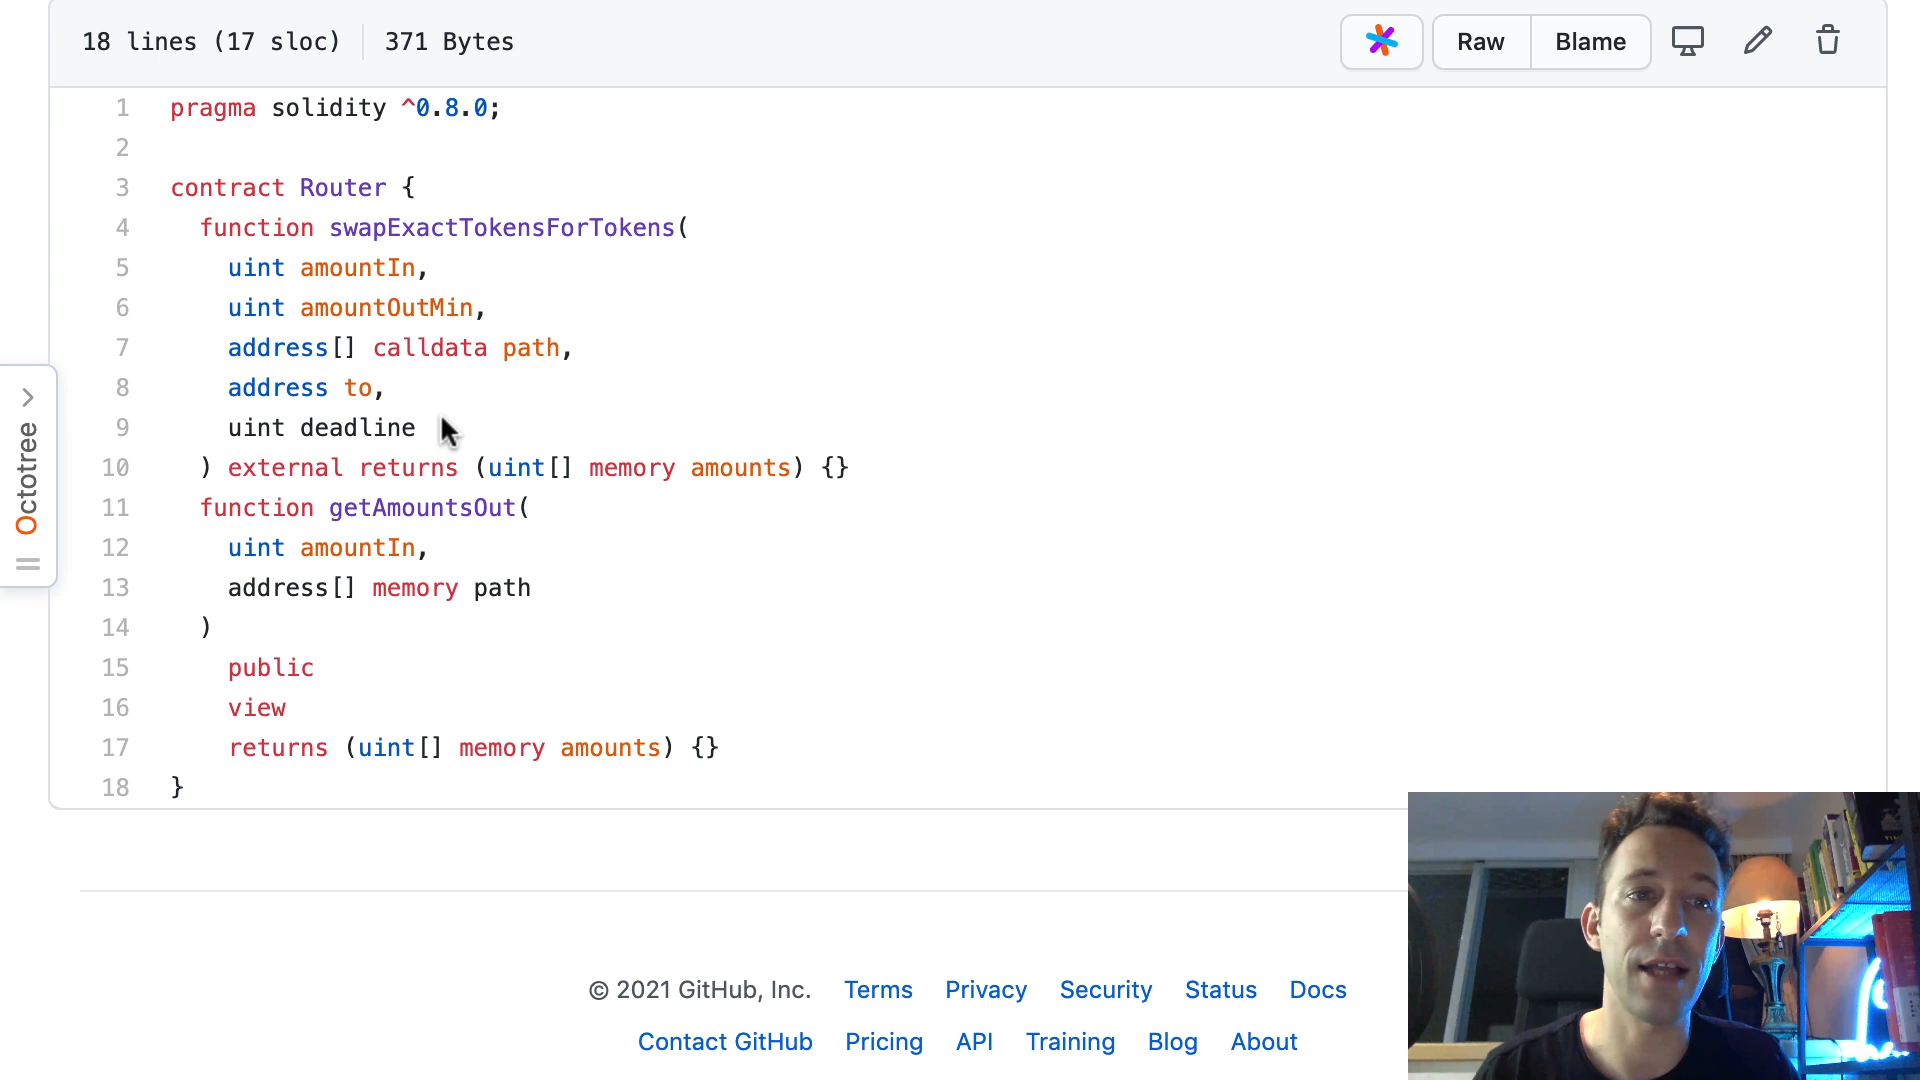 18 lines (17 sloc) 371 Bytes Raw Blame
1 pragma solidity ^0.8.0;
2
3 contract Router {
4 function swapExactTokensForTokens(
5 uint amountIn,
6 uint amountOutMin,
7 address[] calldata path,
8 address to,
9 uint deadline
10 ) external returns (uint[] memory amounts) {}
11 function getAmountsOut(
12 uint amountIn,
13 address[] memory path
14 )
15 public
16 view
17 returns (uint[] memory amounts) {}
18 }
Octotree
© 2021 GitHub, Inc. Terms Privacy Security Status Docs
Contact GitHub Pricing API Training Blog About